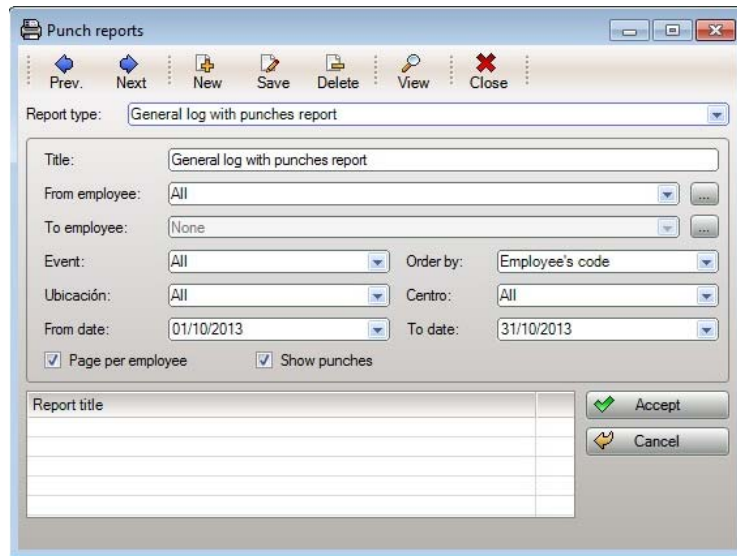 Punch reports
Prev. Next New Save Delete View Close
Report type: General log with punches report
Title: General log with punches report
From employee: All ...
To employee: None ...
Event: All Order by: Employee's code
Ubicación: All Centro: All
From date: 01/10/2013 To date: 31/10/2013
Page per employee Show punches
Report title
Accept
Cancel